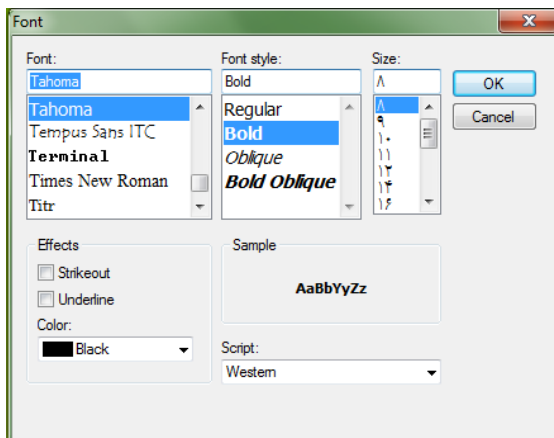 Font
Font:
Tahoma
Tahoma
Tempus Sans ITC
Terminal
Times New Roman
Titr
Font style:
Bold
Regular
Bold
Oblique
Bold Oblique
Size:
۸
۸
۹
۱۰
۱۱
۱۲
۱۴
۱۶
OK
Cancel
Effects
Strikeout
Underline
Color:
Black
Sample
AaBbYyZz
Script:
Western